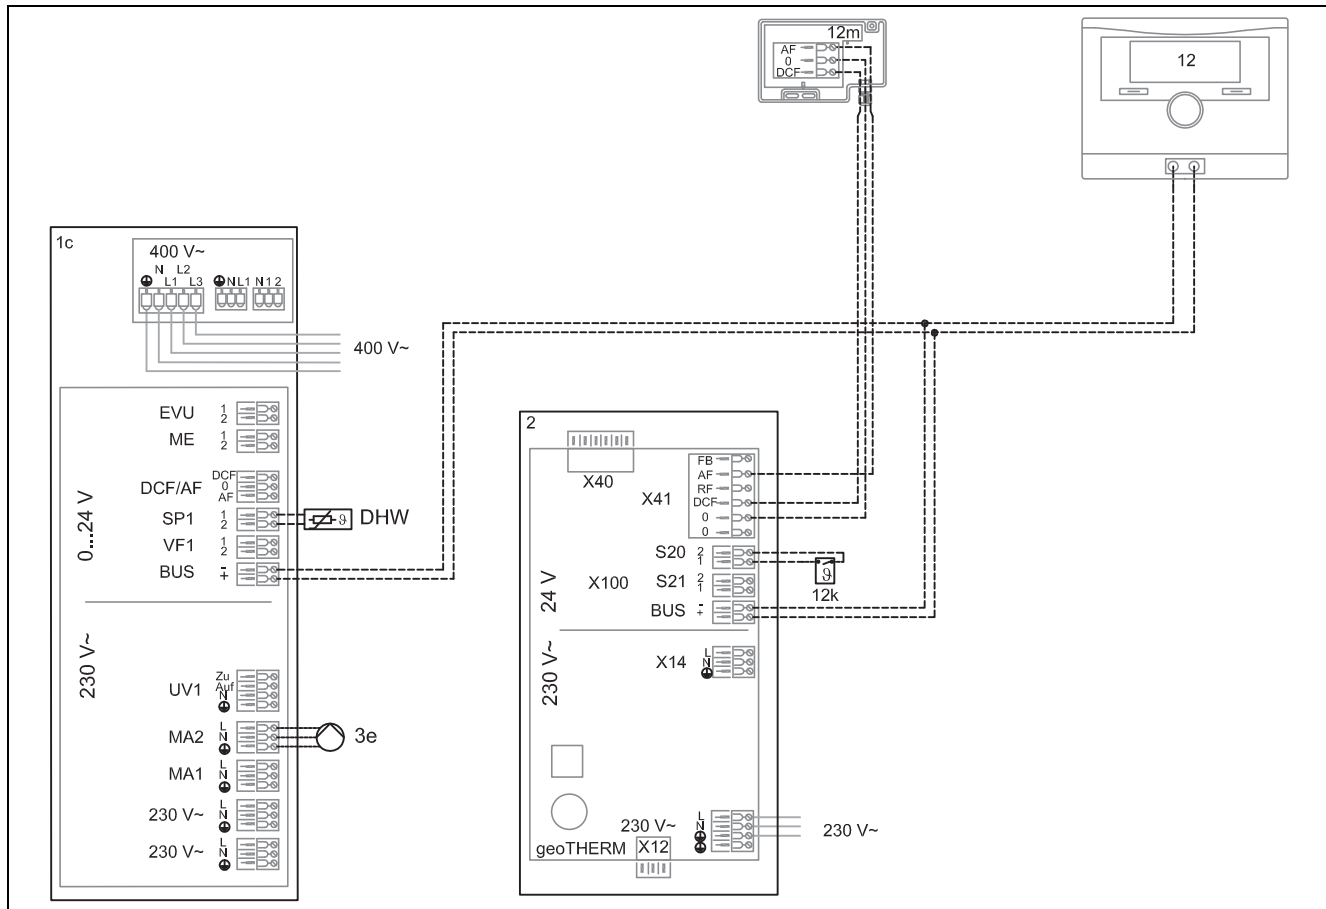 12m
AF
0
DCF
12
1c
400 V~
N L2
L1 L3
N L1 N 1 2
400 V~
EVU 1
2
ME 1
2
DCF/AF DCF
0
AF
SP1 1
2
DHW
VF1 1
2
BUS -
+
0...24 V
230 V~
UV1 Zu
Auf
N
MA2 L
N
3e
MA1 L
N
230 V~ L
N
230 V~ L
N
2
X40
X41
FB
AF
RF
DCF
0
0
S20 2
1
12k
X100
S21 2
1
BUS -
+
24 V
230 V~
X14 L
N
230 V~ L
N
230 V~
geoTHERM X12